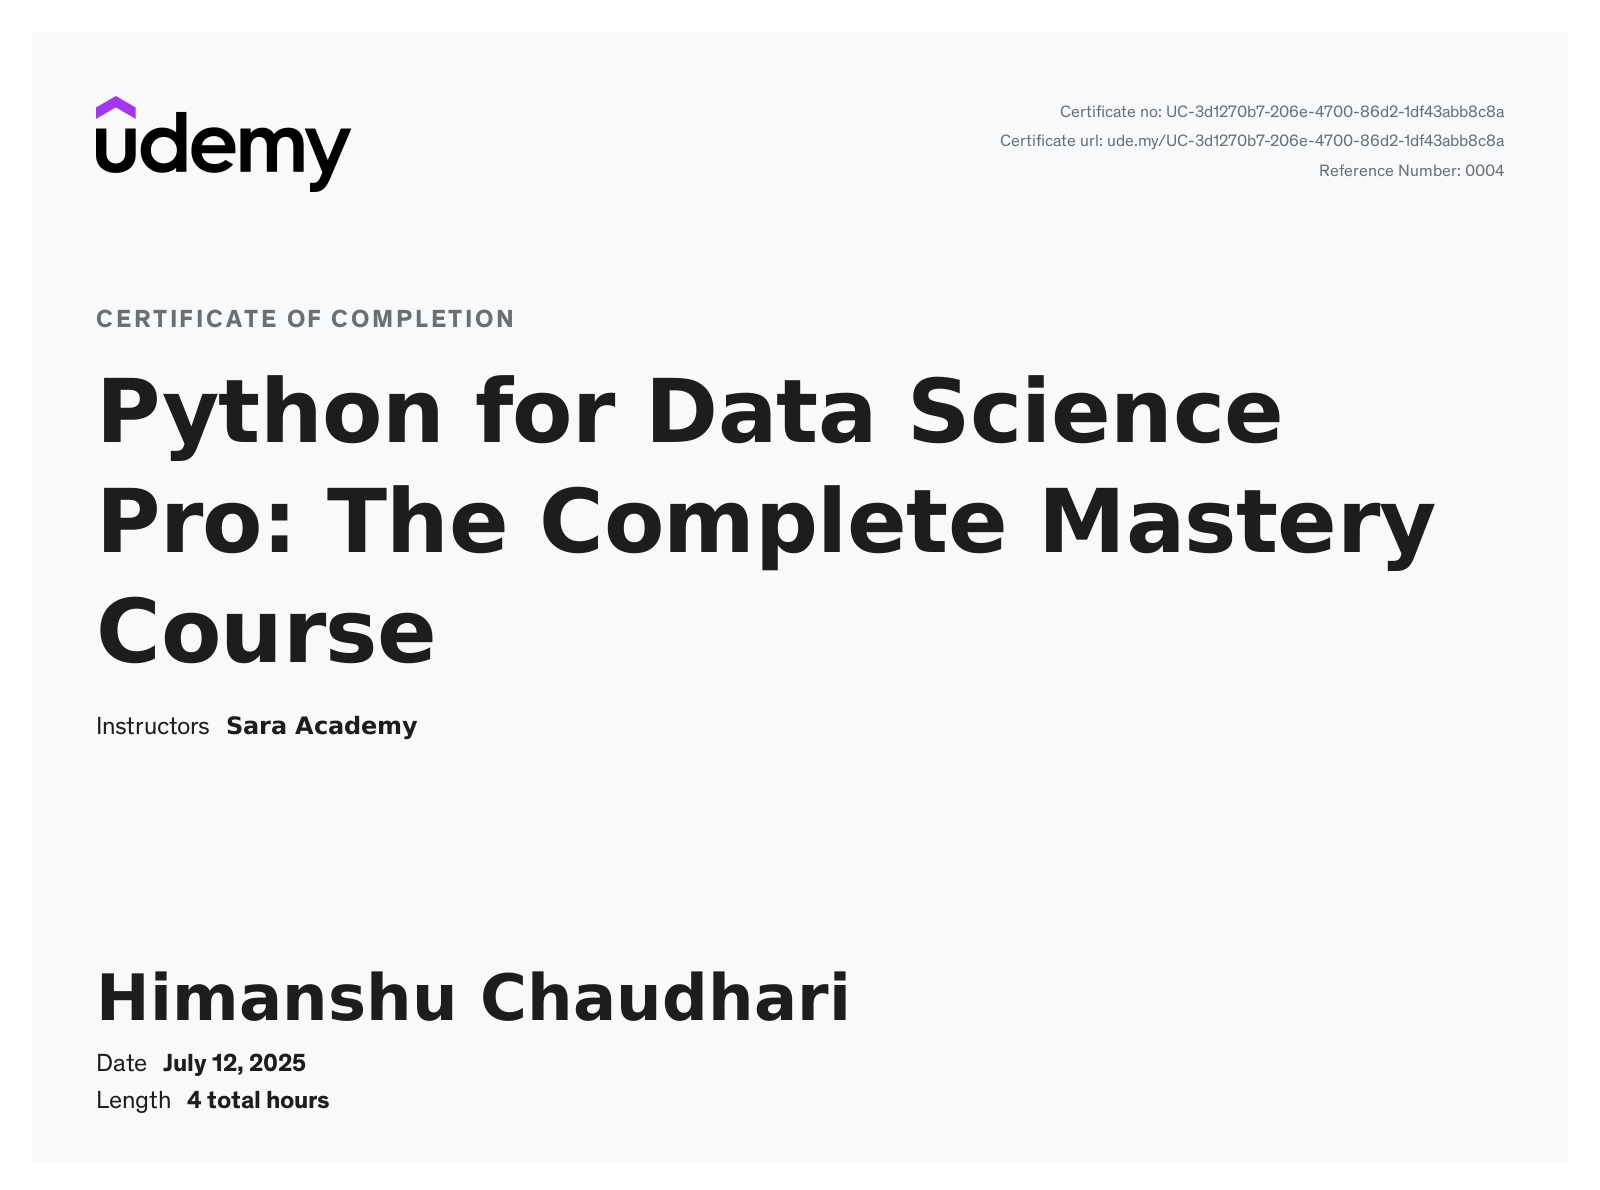 udemy
Certificate no: UC-3d1270b7-206e-4700-86d2-1df43abb8c8a
Certificate url: ude.my/UC-3d1270b7-206e-4700-86d2-1df43abb8c8a
Reference Number: 0004
CERTIFICATE OF COMPLETION
Python for Data Science
Pro: The Complete Mastery
Course
Instructors Sara Academy
Himanshu Chaudhari
Date July 12, 2025
Length 4 total hours